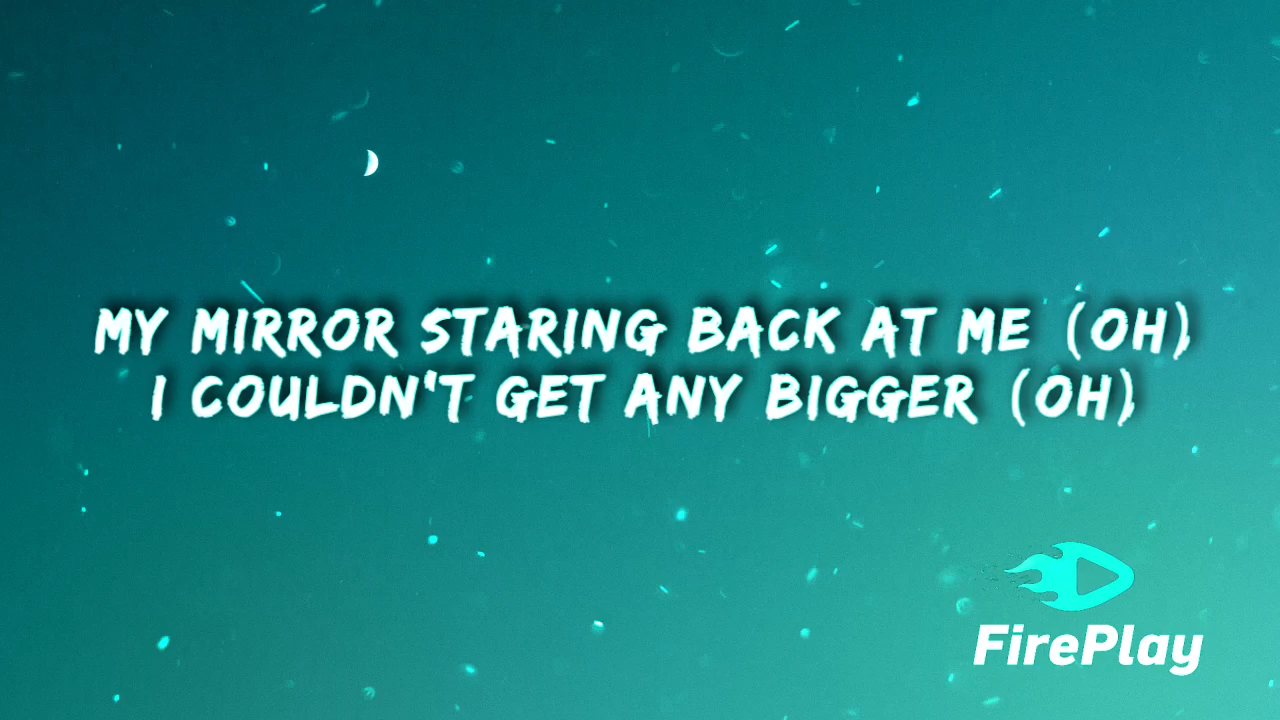 MY MIRROR STARING BACK AT ME (OH)
I COULDN'T GET ANY BIGGER (OH)
FirePlay